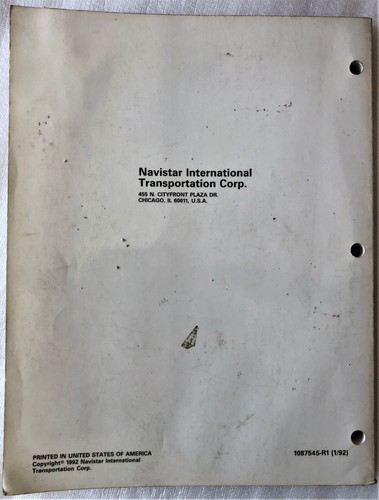 Navistar International
Transportation Corp.
455 N. CITYFRONT PLAZA DR.
CHICAGO, IL 60611, U.S.A.
PRINTED IN UNITED STATES OF AMERICA
Copyright® 1992 Navistar International
Transportation Corp.
1087545-R1 (1/92)